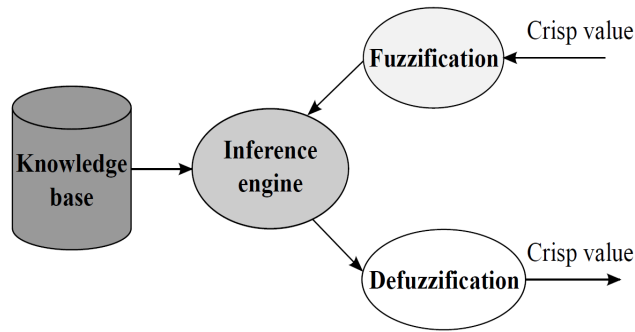 Crisp value
Fuzzification
Knowledge
base
Inference
engine
Crisp value
Defuzzification